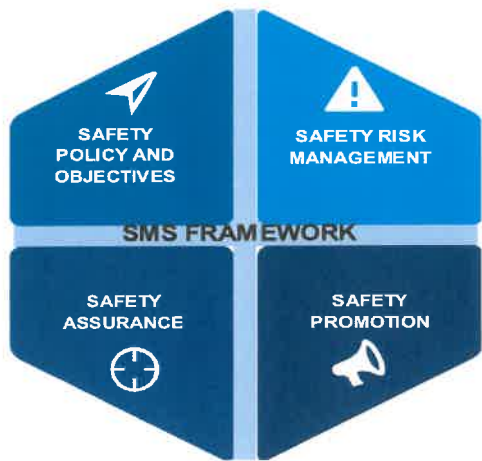 SAFETY
POLICY AND
OBJECTIVES
SAFETY RISK
MANAGEMENT
SMS FRAMEWORK
SAFETY
ASSURANCE
SAFETY
PROMOTION